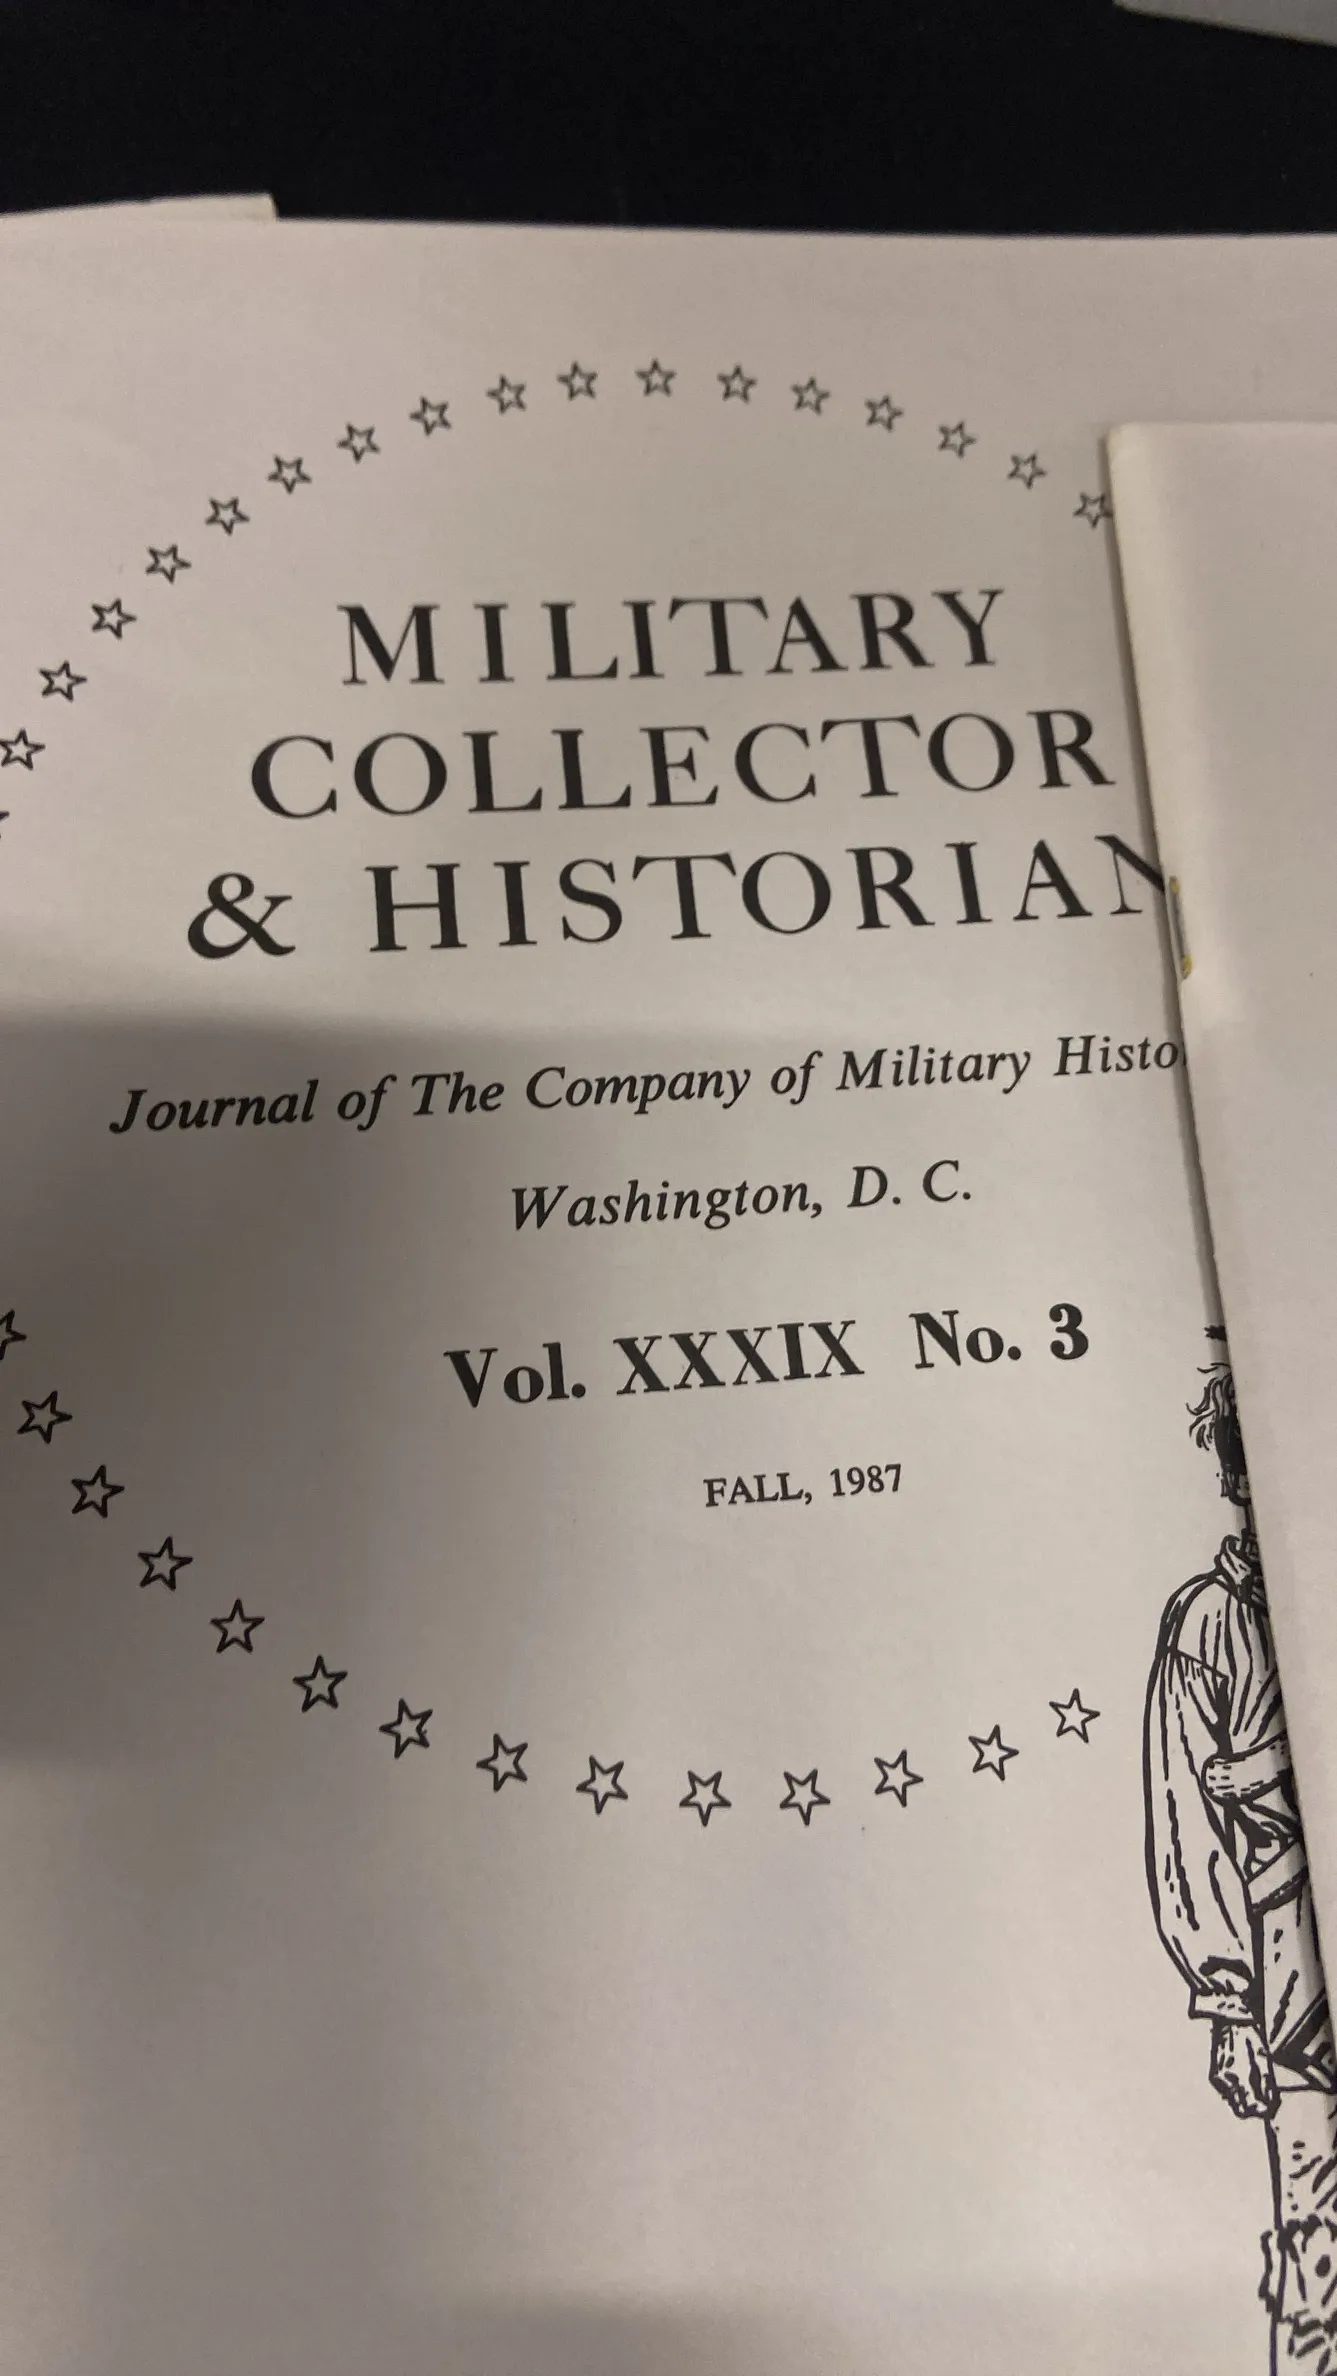 MILITARY
COLLECTOR
& HISTORIAN
Journal of The Company of Military Histo
Washington, D. C.
Vol. XXXIX No. 3
FALL, 1987